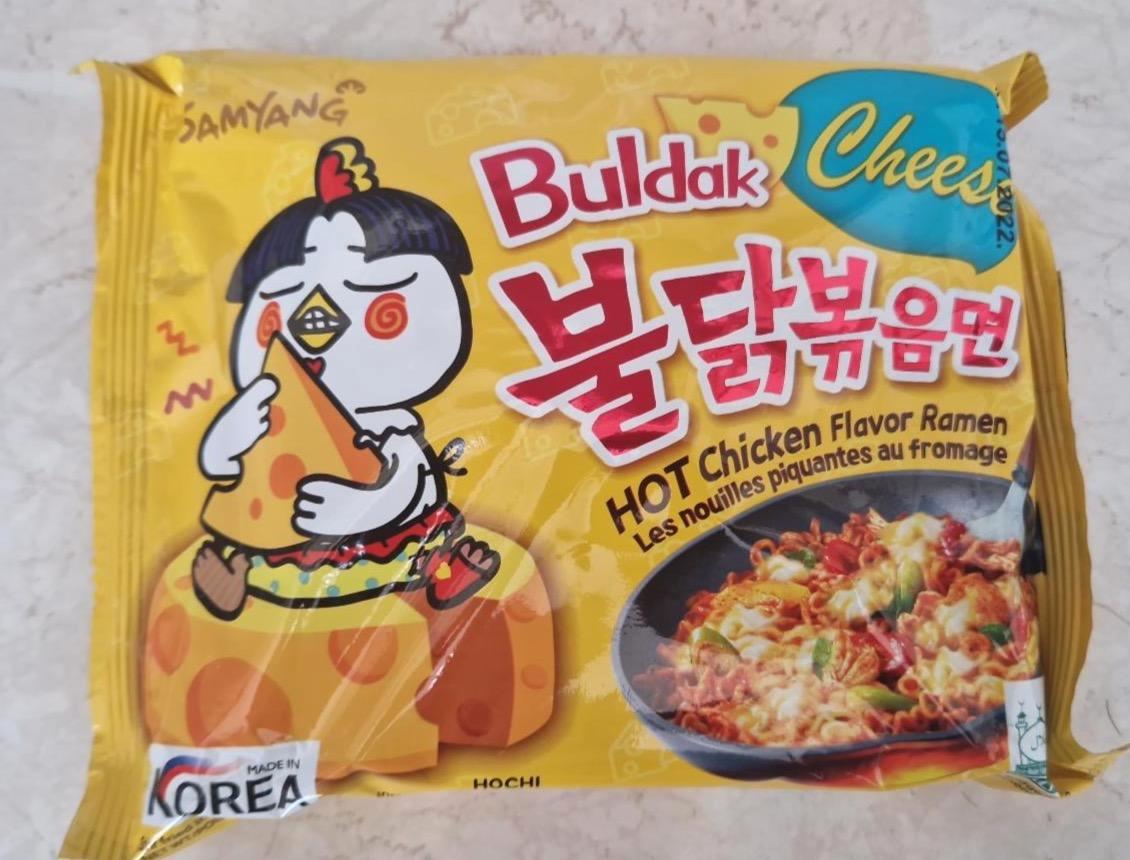 SAMYANG
Buldak
Cheese
불닭볶음면
HOT Chicken Flavor Ramen
Les nouilles piquantes au fromage
MADE IN
KOREA
HOCHI